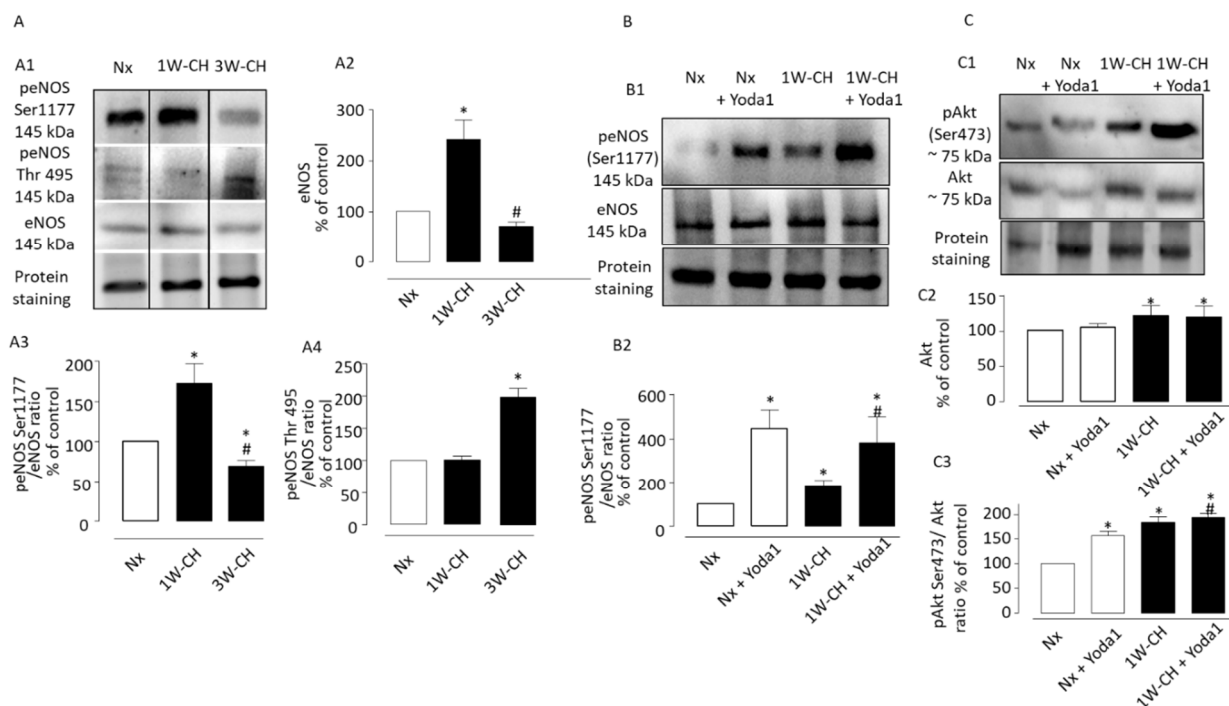 A
A1
Nx 1W-CH 3W-CH
peNOS
Ser1177
145 kDa
peNOS
Thr 495
145 kDa
eNOS
145 kDa
Protein
staining
A2
eNOS
% of control
300
200
100
0
*
#
Nx
1W-CH
3W-CH
A3
peNOS Ser1177
/eNOS ratio
% of control
200
150
100
50
0
*
*
#
Nx
1W-CH
3W-CH
A4
peNOS Thr 495
/eNOS ratio
% of control
250
200
150
100
50
0
*
Nx
1W-CH
3W-CH
B
B1
Nx Nx 1W-CH 1W-CH
+ Yoda1 + Yoda1
peNOS
(Ser1177)
145 kDa
eNOS
145 kDa
Protein
staining
B2
peNOS Ser1177
/eNOS ratio
% of control
600
400
200
0
*
*
*
#
Nx
Nx + Yoda1
1W-CH
1W-CH + Yoda1
C
C1
Nx Nx 1W-CH 1W-CH
+ Yoda1 + Yoda1
pAkt
(Ser473)
~ 75 kDa
Akt
~ 75 kDa
Protein
staining
C2
Akt
% of control
150
100
50
0
*
*
Nx
Nx + Yoda1
1W-CH
1W-CH + Yoda1
C3
pAkt Ser473/ Akt
ratio % of control
200
150
100
50
0
*
*
*
#
Nx
Nx + Yoda1
1W-CH
1W-CH + Yoda1